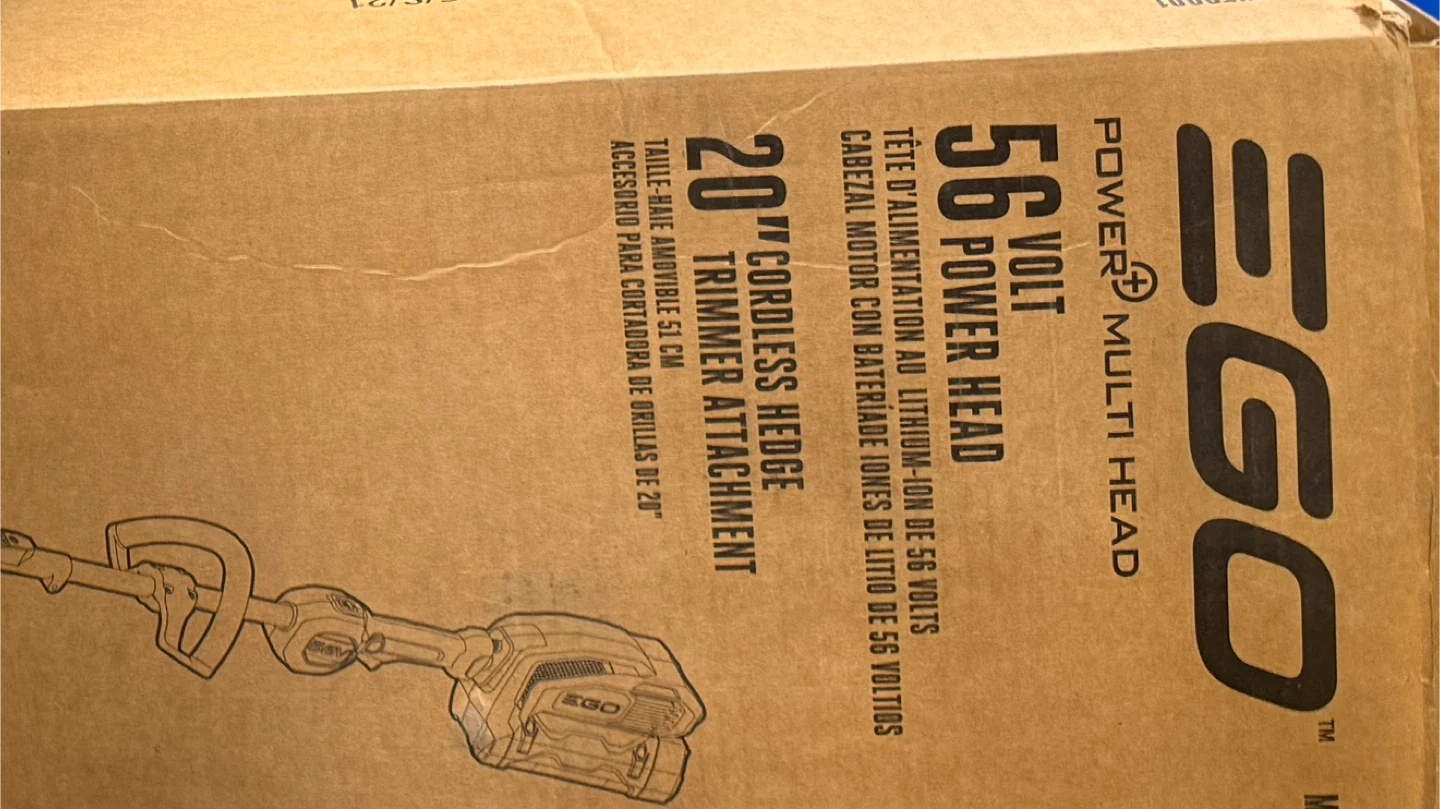 EGO™
POWER+ MULTI HEAD
56 VOLT
POWER HEAD
TÊTE D'ALIMENTATION AU LITHIUM-ION DE 56 VOLTS
CABEZAL MOTOR CON BATERÍADE IONES DE LITIO DE 56 VOLTIOS
20" CORDLESS HEDGE
TRIMMER ATTACHMENT
TAILLE-HAIE AMOVIBLE 51 CM
ACCESORIO PARA CORTADORA DE ORILLAS DE 20"
EGO
56V